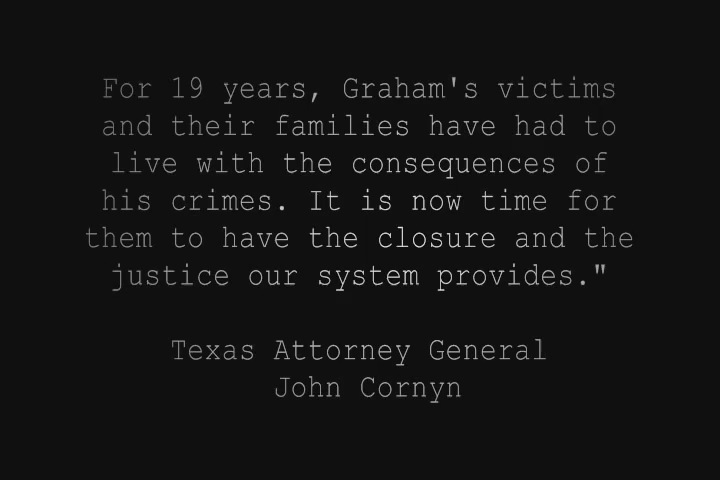 For 19 years, Graham's victims
and their families have had to
live with the consequences of
his crimes. It is now time for
them to have the closure and the
justice our system provides."
Texas Attorney General
John Cornyn